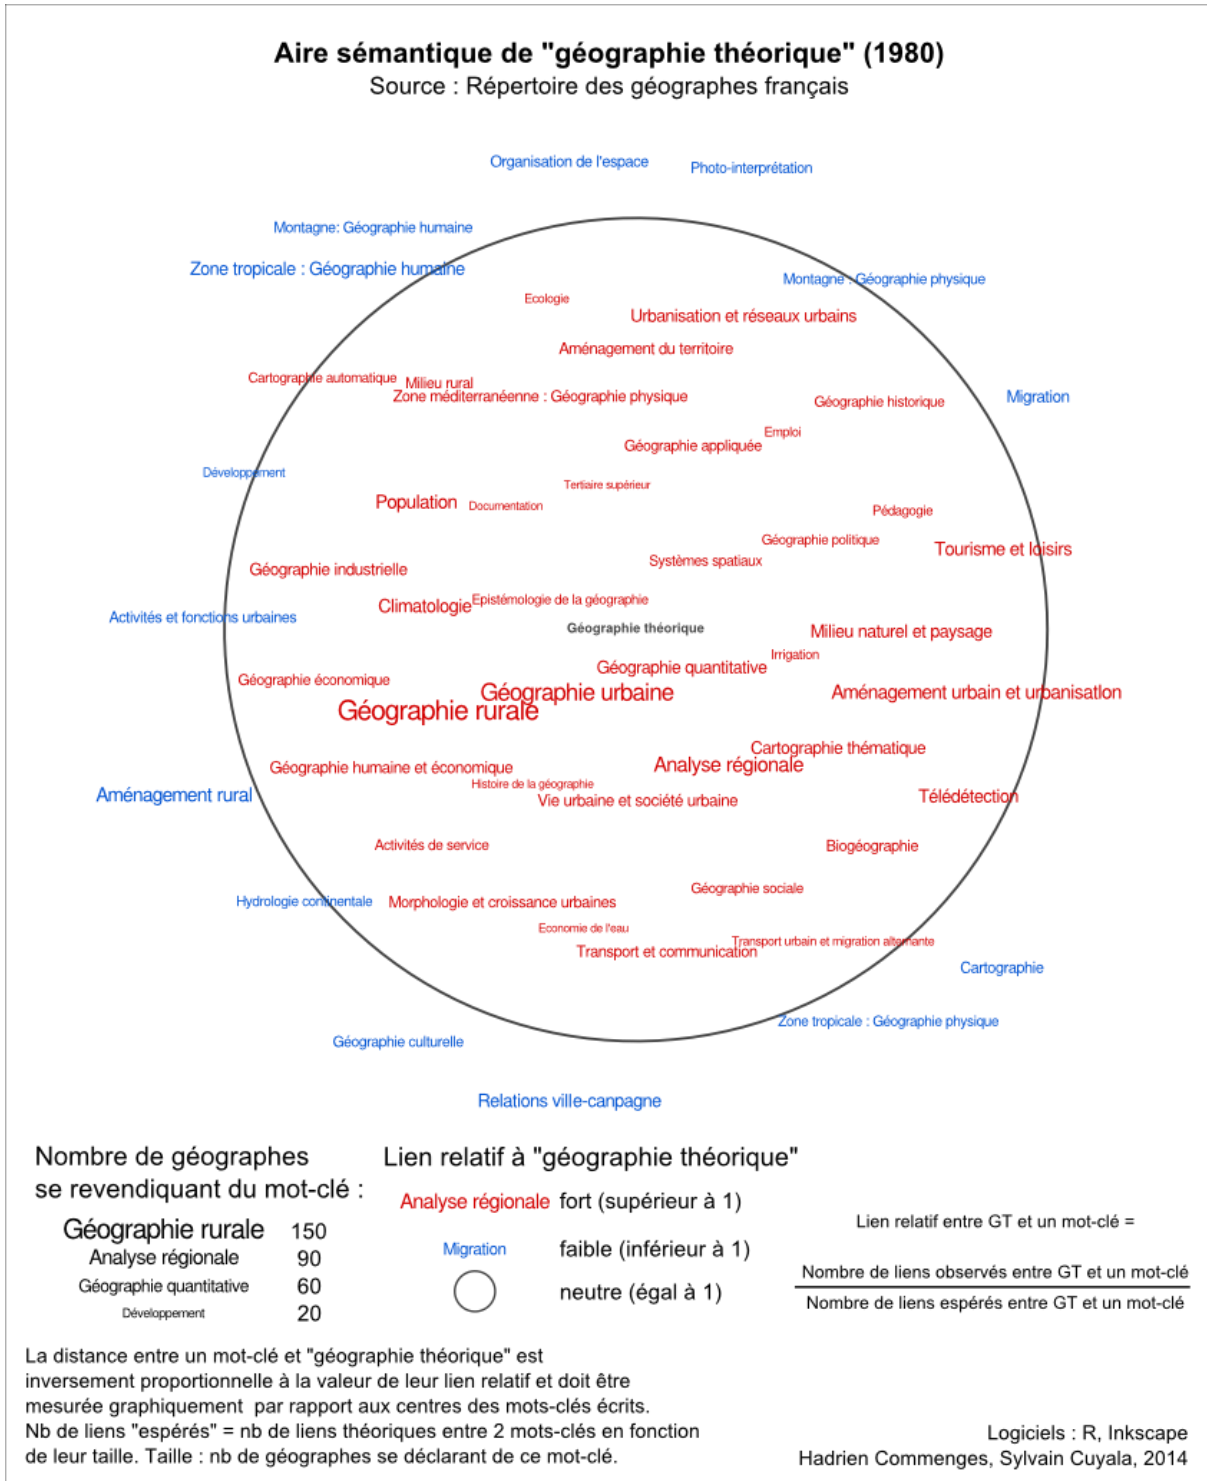 Aire sémantique de "géographie théorique" (1980)
Source : Répertoire des géographes français
Organisation de l'espace
Photo-interprétation
Montagne: Géographie humaine
Zone tropicale : Géographie humaine
Montagne : Géographie physique
Ecologie
Urbanisation et réseaux urbains
Aménagement du territoire
Cartographie automatique
Milieu rural
Zone méditerranéenne : Géographie physique
Géographie historique
Migration
Emploi
Géographie appliquée
Développement
Tertiaire supérieur
Population
Documentation
Pédagogie
Géographie politique
Tourisme et loisirs
Systèmes spatiaux
Géographie industrielle
Climatologie
Epistémologie de la géographie
Activités et fonctions urbaines
Géographie théorique
Milieu naturel et paysage
Irrigation
Géographie quantitative
Géographie économique
Géographie urbaine
Aménagement urbain et urbanisatIon
Géographie rurale
Cartographie thématique
Géographie humaine et économique
Analyse régionale
Histoire de la géographie
Aménagement rural
Vie urbaine et société urbaine
Télédétection
Activités de service
Biogéographie
Géographie sociale
Hydrologie continentale
Morphologie et croissance urbaines
Economie de l'eau
Transport urbain et migration alternante
Transport et communication
Cartographie
Zone tropicale : Géographie physique
Géographie culturelle
Relations ville-canpagne
Nombre de géographes
se revendiquant du mot-clé :
Géographie rurale 150
Analyse régionale 90
Géographie quantitative 60
Développement 20
Lien relatif à "géographie théorique"
Analyse régionale fort (supérieur à 1)
Migration faible (inférieur à 1)
neutre (égal à 1)
Lien relatif entre GT et un mot-clé =
Nombre de liens observés entre GT et un mot-clé
Nombre de liens espérés entre GT et un mot-clé
La distance entre un mot-clé et "géographie théorique" est
inversement proportionnelle à la valeur de leur lien relatif et doit être
mesurée graphiquement par rapport aux centres des mots-clés écrits.
Nb de liens "espérés" = nb de liens théoriques entre 2 mots-clés en fonction
de leur taille. Taille : nb de géographes se déclarant de ce mot-clé.
Logiciels : R, Inkscape
Hadrien Commenges, Sylvain Cuyala, 2014